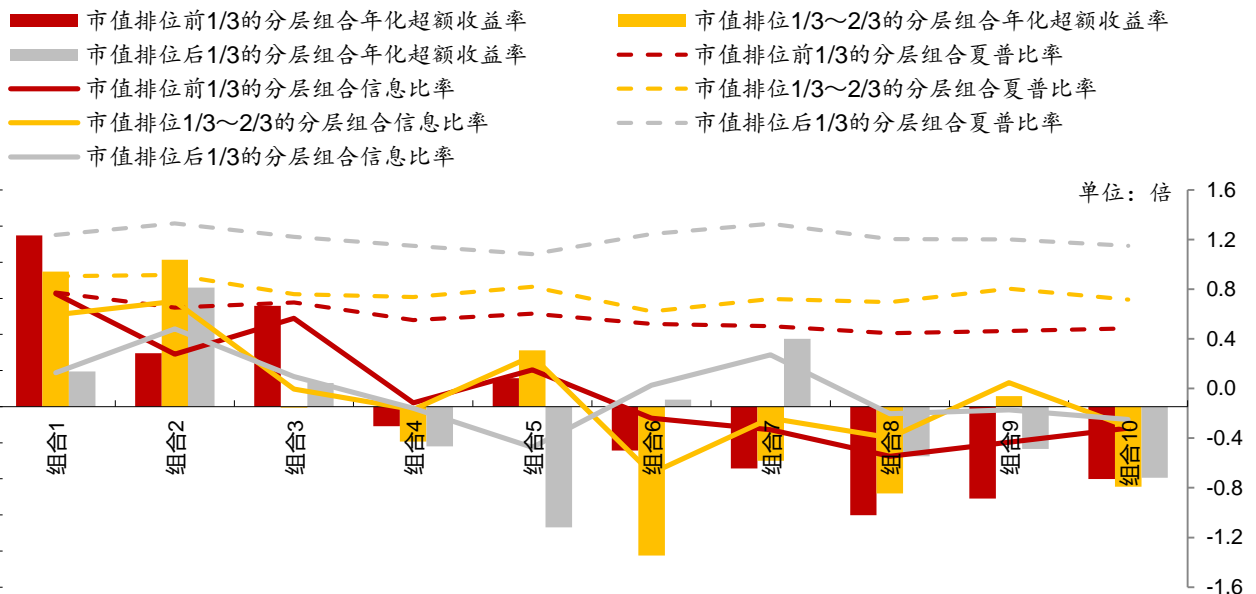 市值排位前1/3的分层组合年化超额收益率
市值排位1/3～2/3的分层组合年化超额收益率
市值排位后1/3的分层组合年化超额收益率
市值排位前1/3的分层组合夏普比率
市值排位前1/3的分层组合信息比率
市值排位1/3～2/3的分层组合夏普比率
市值排位1/3～2/3的分层组合信息比率
市值排位后1/3的分层组合夏普比率
市值排位后1/3的分层组合信息比率
单位：倍
1.6
1.2
0.8
0.4
0.0
-0.4
-0.8
-1.2
-1.6
组合1
组合2
组合3
组合4
组合5
组合6
组合7
组合8
组合9
组合10